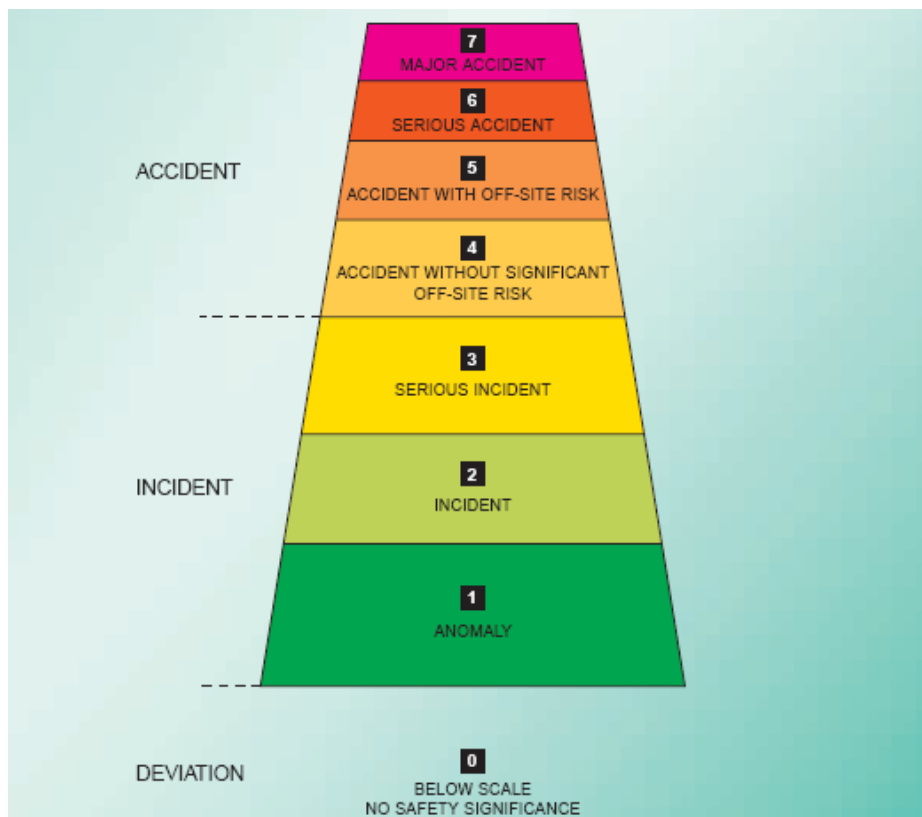 7
MAJOR ACCIDENT
6
SERIOUS ACCIDENT
ACCIDENT
5
ACCIDENT WITH OFF-SITE RISK
4
ACCIDENT WITHOUT SIGNIFICANT
OFF-SITE RISK
3
SERIOUS INCIDENT
INCIDENT
2
INCIDENT
1
ANOMALY
DEVIATION
0
BELOW SCALE
NO SAFETY SIGNIFICANCE